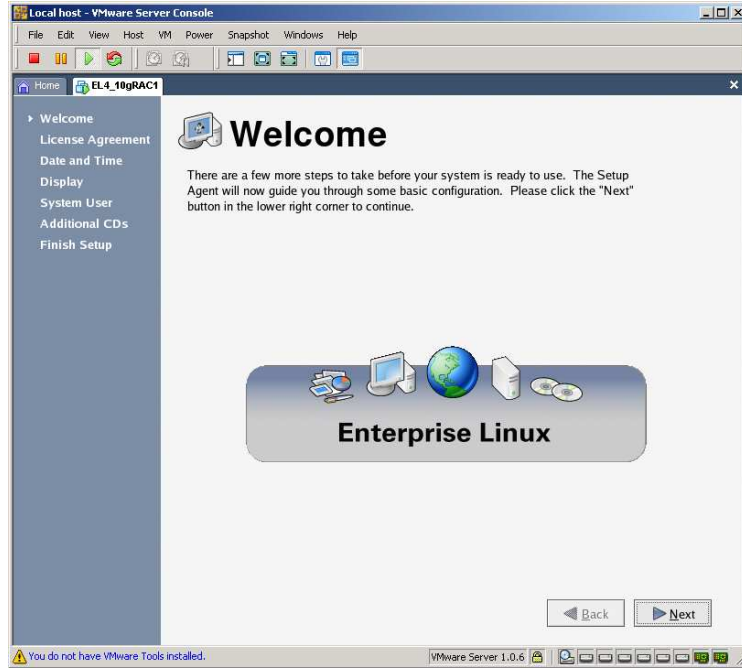 Local host - VMware Server Console
File Edit View Host VM Power Snapshot Windows Help
Home EL4_10gRAC1
Welcome
License Agreement
Date and Time
Display
System User
Additional CDs
Finish Setup
Welcome
There are a few more steps to take before your system is ready to use. The Setup
Agent will now guide you through some basic configuration. Please click the "Next"
button in the lower right corner to continue.
Enterprise Linux
Back Next
You do not have VMware Tools installed.
VMware Server 1.0.6